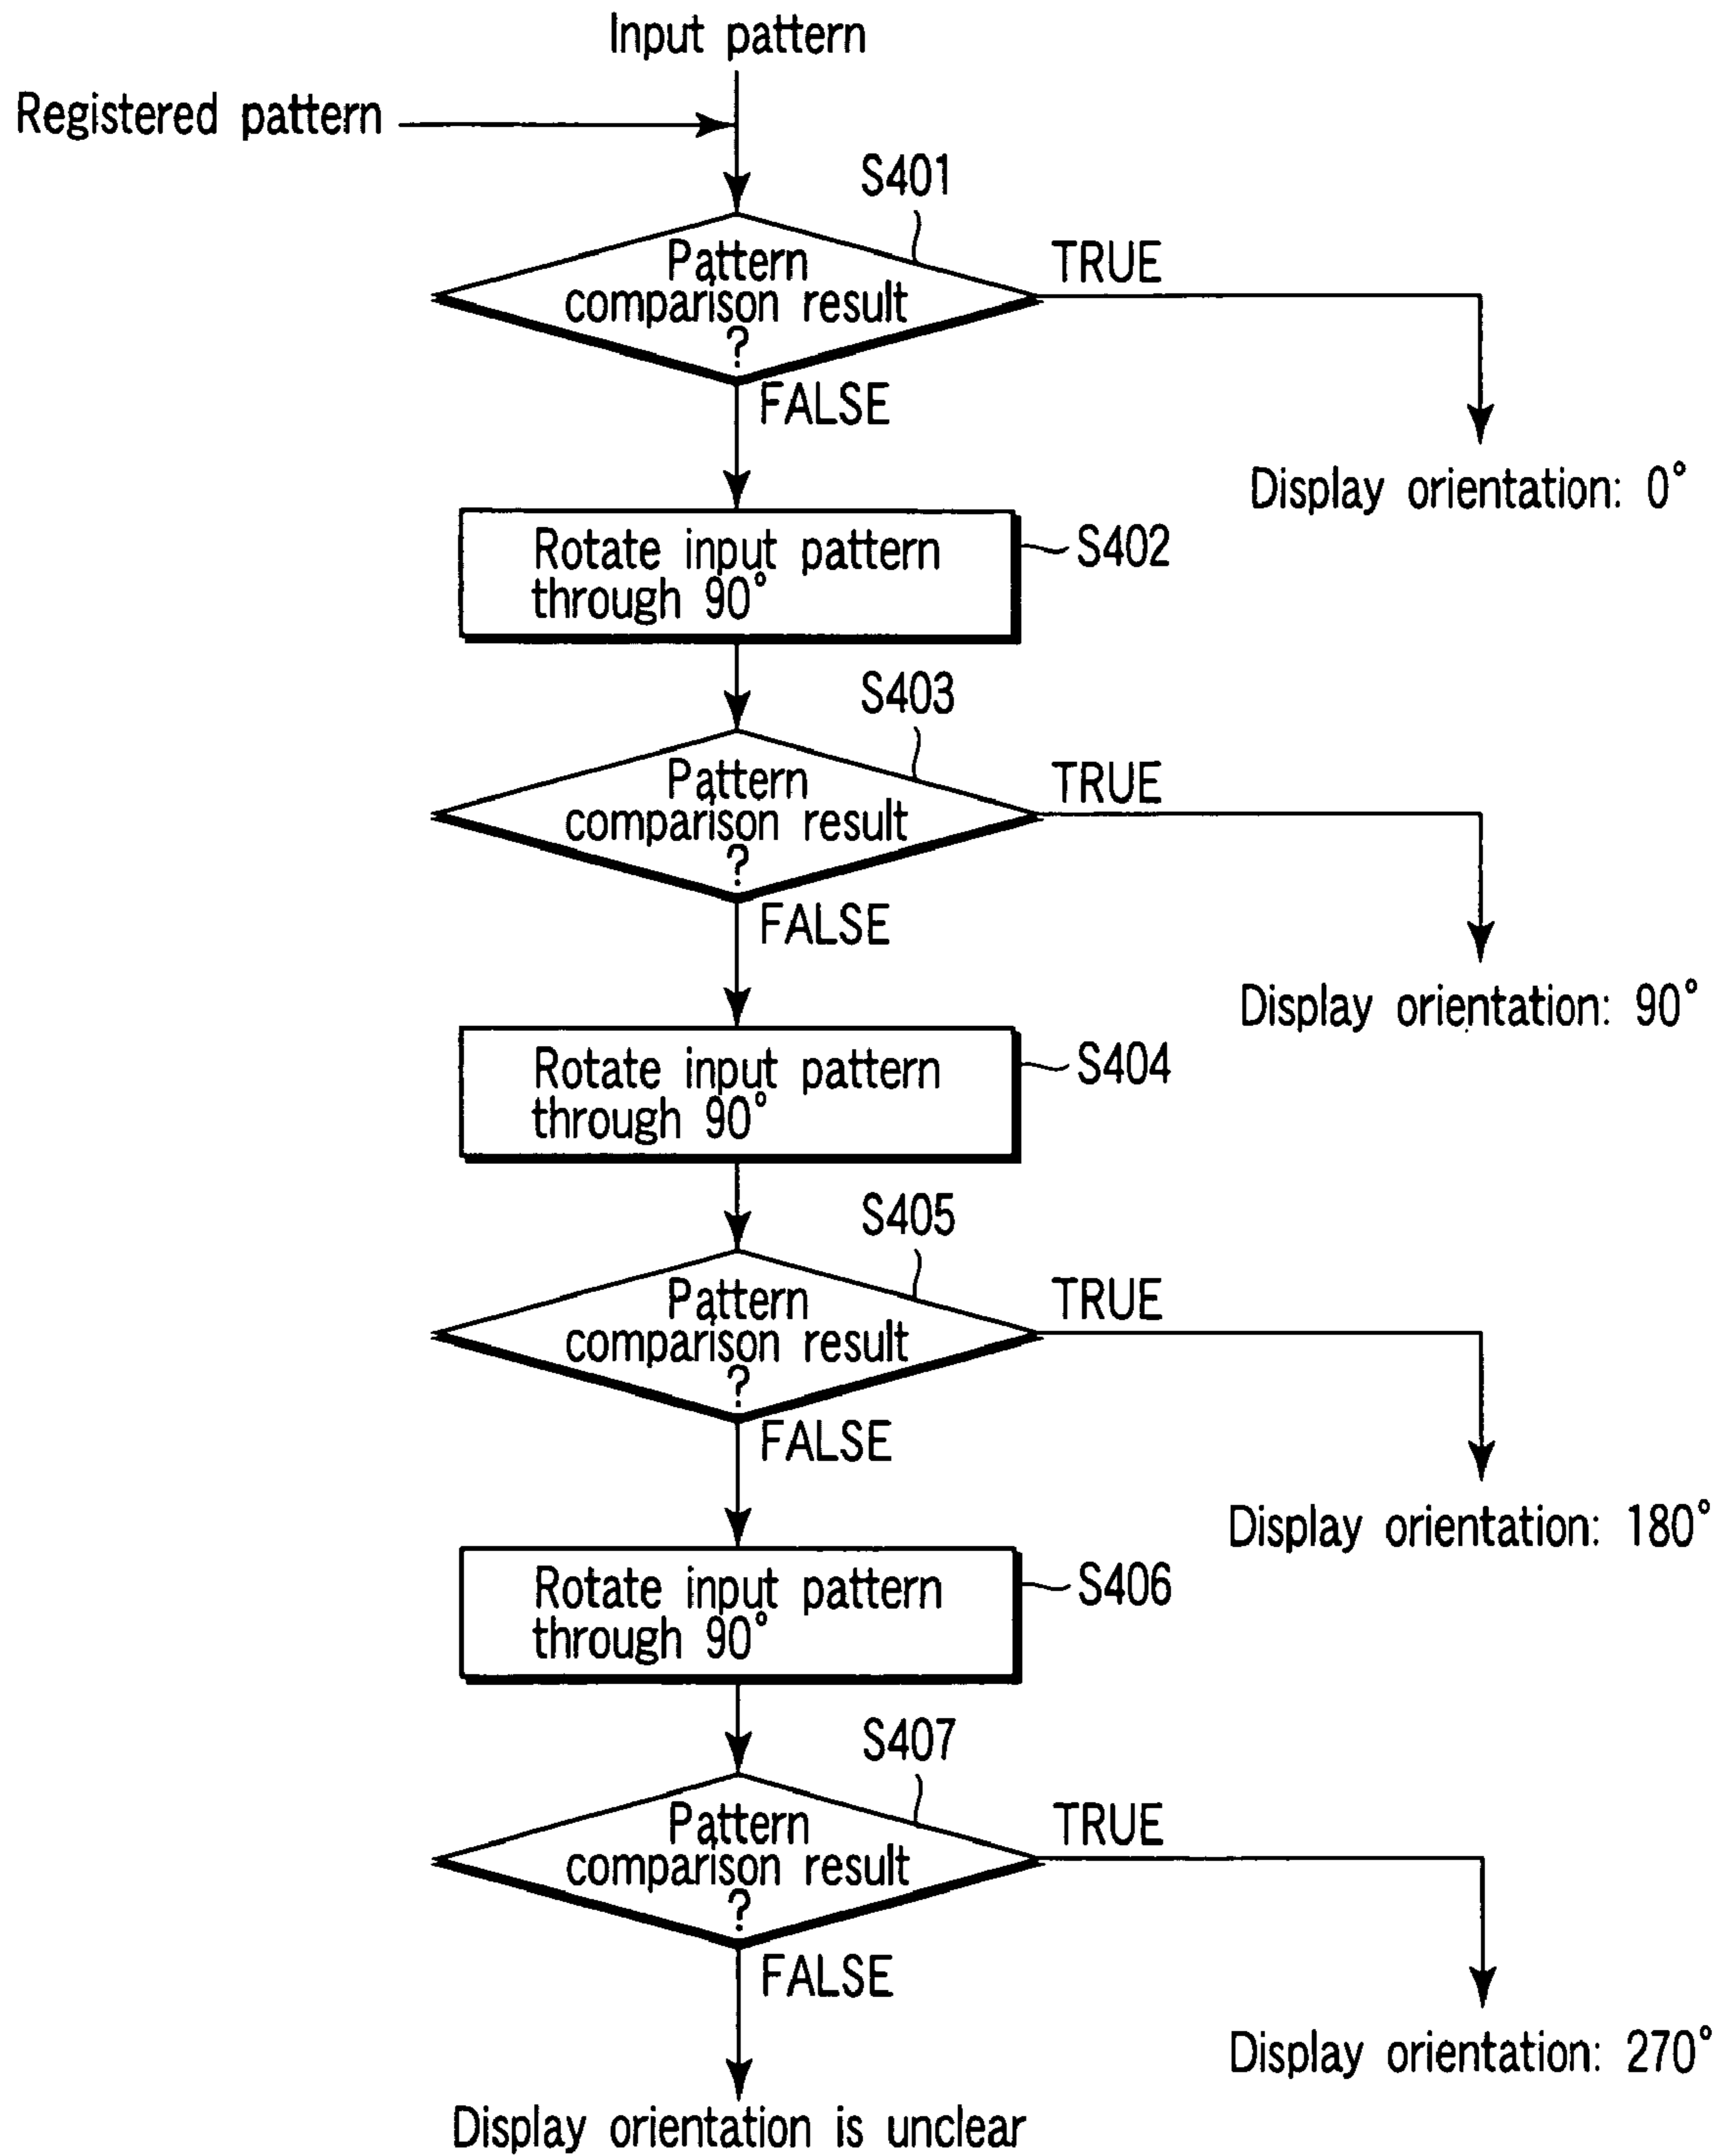 Input pattern
Registered pattern
S401
Pattern
comparison result
?
TRUE
FALSE
Display orientation: 0°
Rotate input pattern
through 90°
S402
S403
Pattern
comparison result
?
TRUE
FALSE
Display orientation: 90°
Rotate input pattern
through 90°
S404
S405
Pattern
comparison result
?
TRUE
FALSE
Display orientation: 180°
Rotate input pattern
through 90°
S406
S407
Pattern
comparison result
?
TRUE
FALSE
Display orientation: 270°
Display orientation is unclear